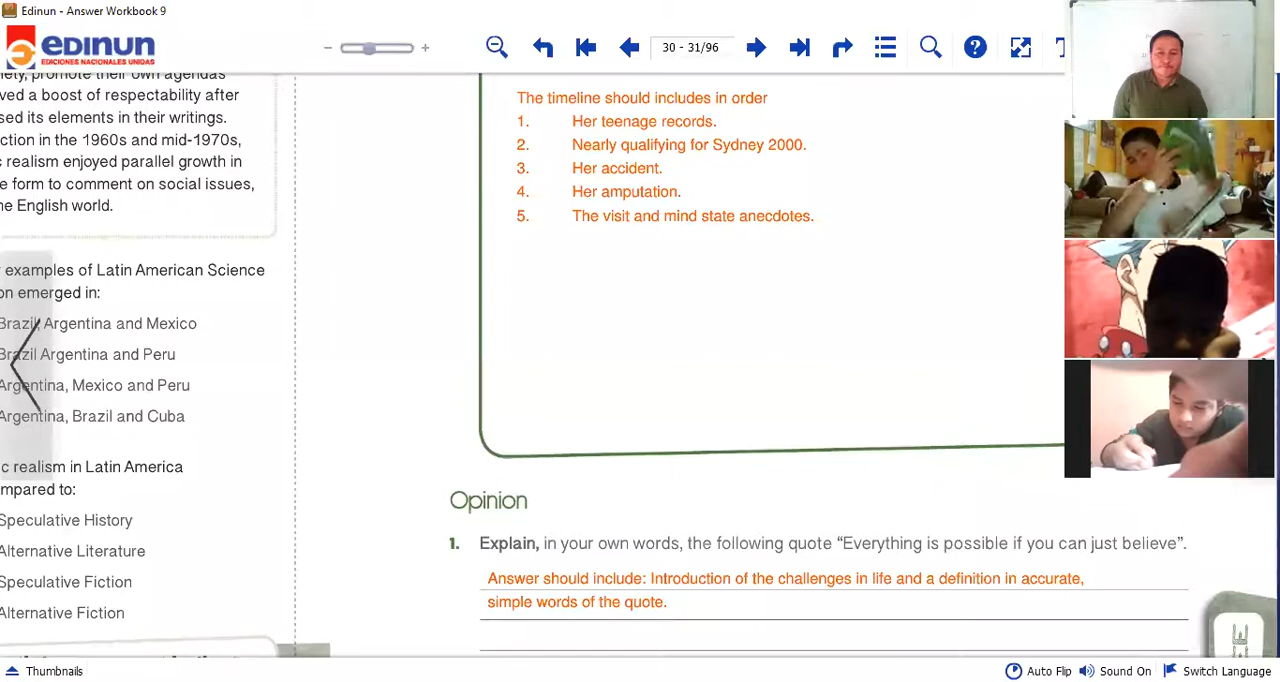 Edinun - Answer Workbook 9
edinun
EDICIONES NACIONALES UNIDAS
30 - 31/96
promote their own agendas
ved a boost of respectability after
sed its elements in their writings.
ction in the 1960s and mid-1970s,
c realism enjoyed parallel growth in
e form to comment on social issues,
he English world.
examples of Latin American Science
on emerged in:
Brazil, Argentina and Mexico
Brazil Argentina and Peru
Argentina, Mexico and Peru
Argentina, Brazil and Cuba
c realism in Latin America
mpared to:
Speculative History
Alternative Literature
Speculative Fiction
Alternative Fiction
The timeline should includes in order
1. Her teenage records.
2. Nearly qualifying for Sydney 2000.
3. Her accident.
4. Her amputation.
5. The visit and mind state anecdotes.
Opinion
1. Explain, in your own words, the following quote “Everything is possible if you can just believe”.
Answer should include: Introduction of the challenges in life and a definition in accurate,
simple words of the quote.
Thumbnails
Auto Flip Sound On Switch Language